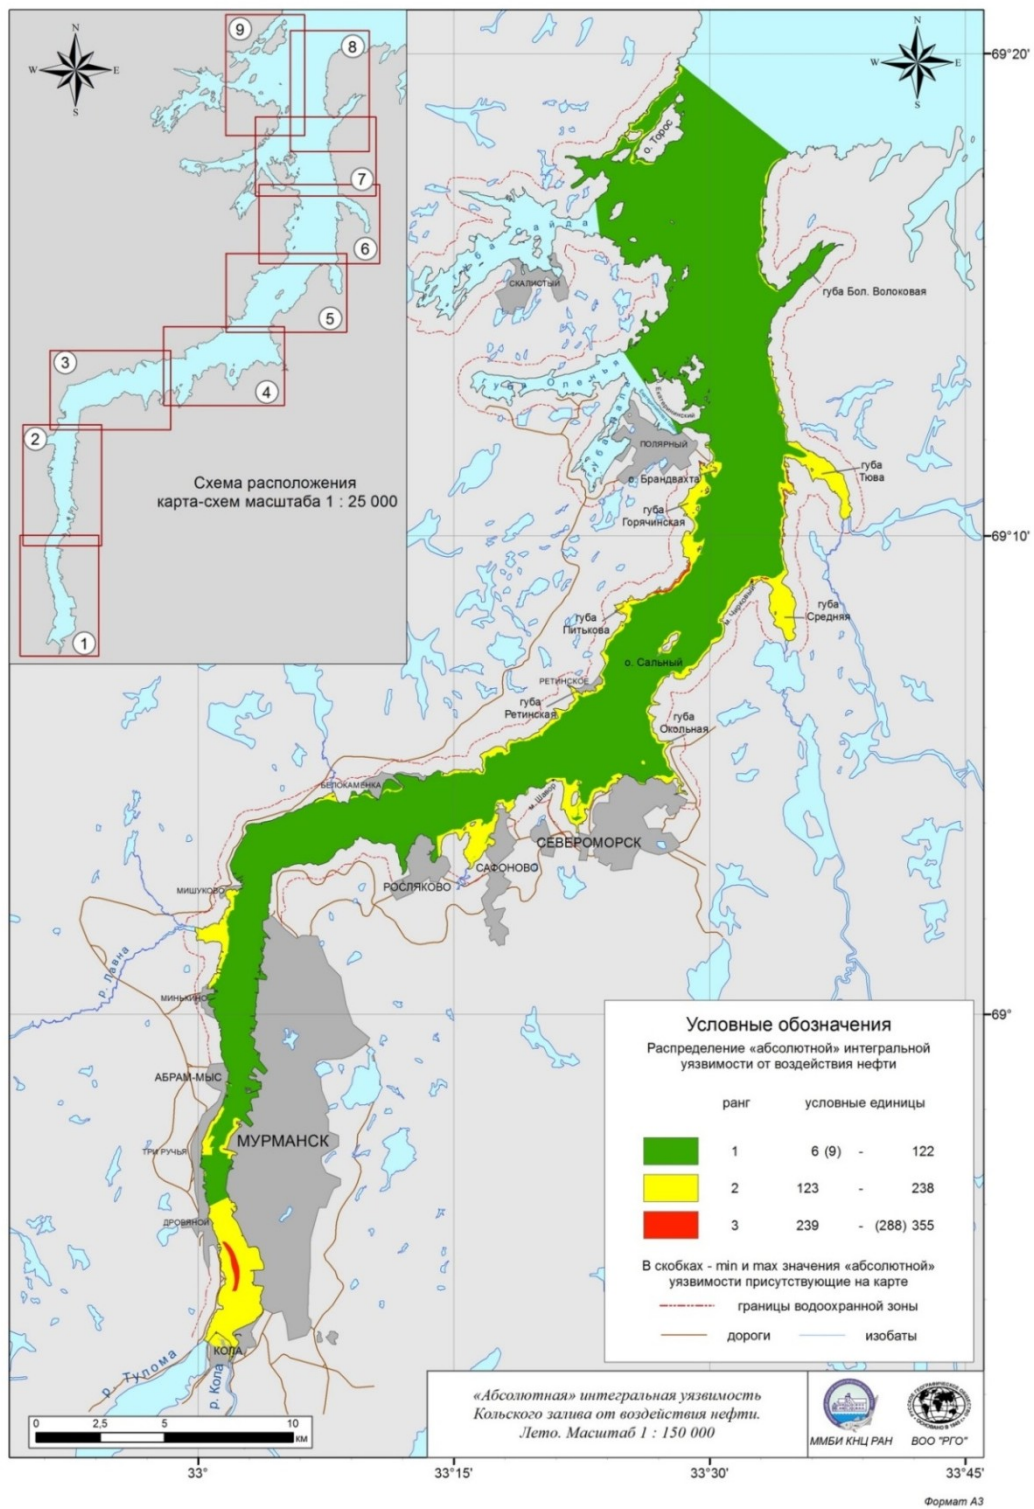 N
W
E
S
9
8
7
6
5
3
4
2
1
Схема расположения
карта-схем масштаба 1 : 25 000
N
W
E
S
69°20'
о. Торос
губа Сайда
СКАЛИСТЫЙ
губа Бол. Волоковая
Губа Оленья
Екатерининский
ПОЛЯРНЫЙ
о. Брандвахта
губа
Тюва
губа
Горячинская
69°10'
губа
Питькова
губа
Средняя
о. Сальный
РЕТИНСКОЕ
губа
Ретинская
губа
Окольная
БЕЛОКАМЕНКА
м. Шавор
СЕВЕРОМОРСК
САФОНОВО
РОСЛЯКОВО
МИШУКОВО
р. Лавна
МИНЬКИНО
69°
АБРАМ-МЫС
МУРМАНСК
ТРИ РУЧЬЯ
ДРОВЯНОЙ
КОЛА
р. Тулома
р. Кола
Условные обозначения
Распределение «абсолютной» интегральной
уязвимости от воздействия нефти
ранг условные единицы
1 6 (9) - 122
2 123 - 238
3 239 - (288) 355
В скобках - min и max значения «абсолютной»
уязвимости присутствующие на карте
границы водоохранной зоны
дороги изобаты
«Абсолютная» интегральная уязвимость
Кольского залива от воздействия нефти.
Лето. Масштаб 1 : 150 000
ММБИ КНЦ РАН ВОО "РГО"
0 2,5 5 10
км
33° 33°15' 33°30' 33°45'
Формат А3